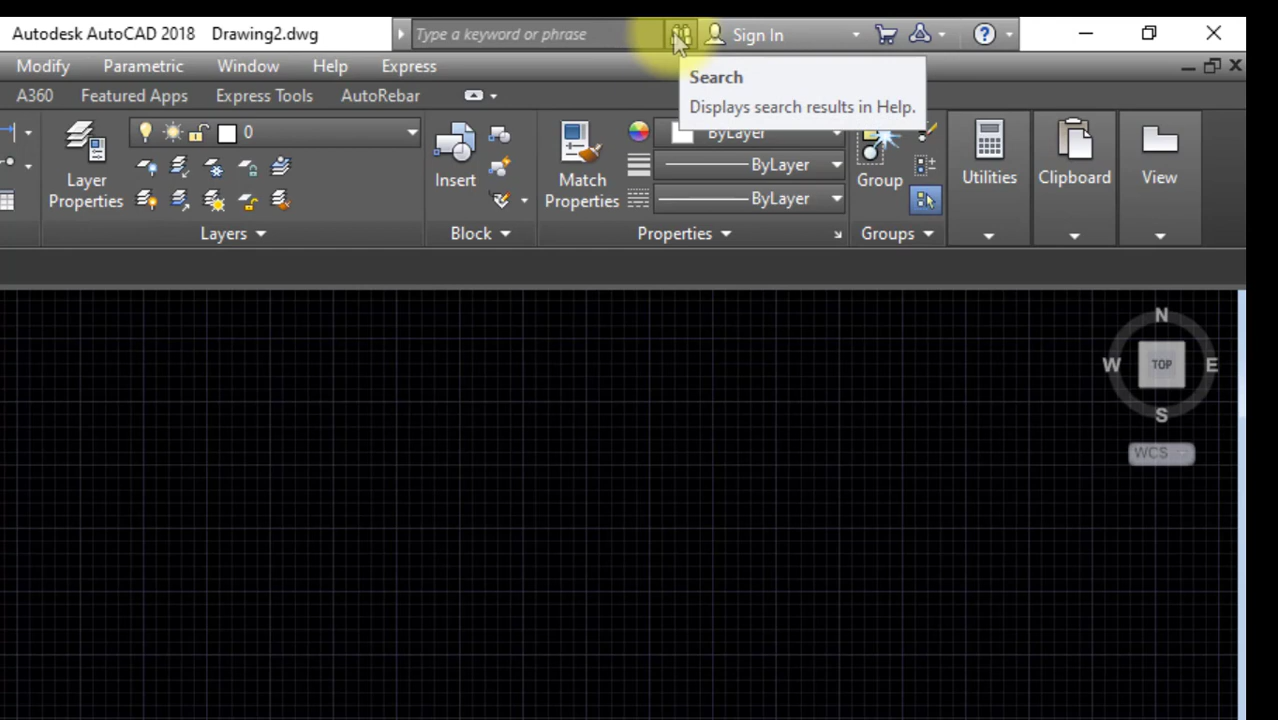 Autodesk AutoCAD 2018 Drawing2.dwg
Type a keyword or phrase
Sign In
Modify Parametric Window Help Express
Search
Displays search results in Help.
A360 Featured Apps Express Tools AutoRebar
0
ByLayer
ByLayer
ByLayer
Layer
Properties
Insert
Match
Properties
Group
Utilities
Clipboard
View
Layers
Block
Properties
Groups
N
W
TOP
E
S
WCS